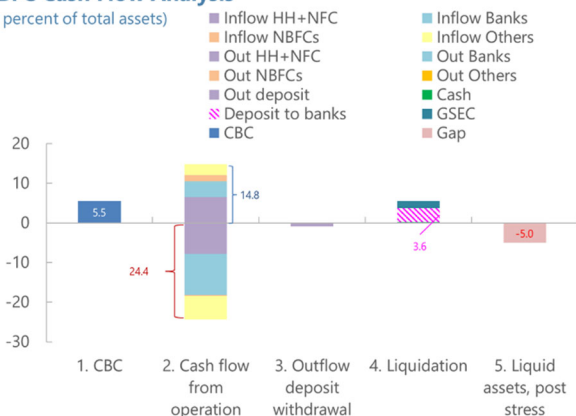 Cash Flow Analysis
percent of total assets)
Inflow HH+NFC
Inflow Banks
Inflow NBFCs
Inflow Others
Out HH+NFC
Out Banks
Out NBFCs
Out Others
Out deposit
Cash
Deposit to banks
GSEC
CBC
Gap
20
10
0
-10
-20
-30
5.5
14.8
24.4
3.6
-5.0
1. CBC
2. Cash flow
from
operation
3. Outflow
deposit
withdrawal
4. Liquidation
5. Liquid
assets, post
stress